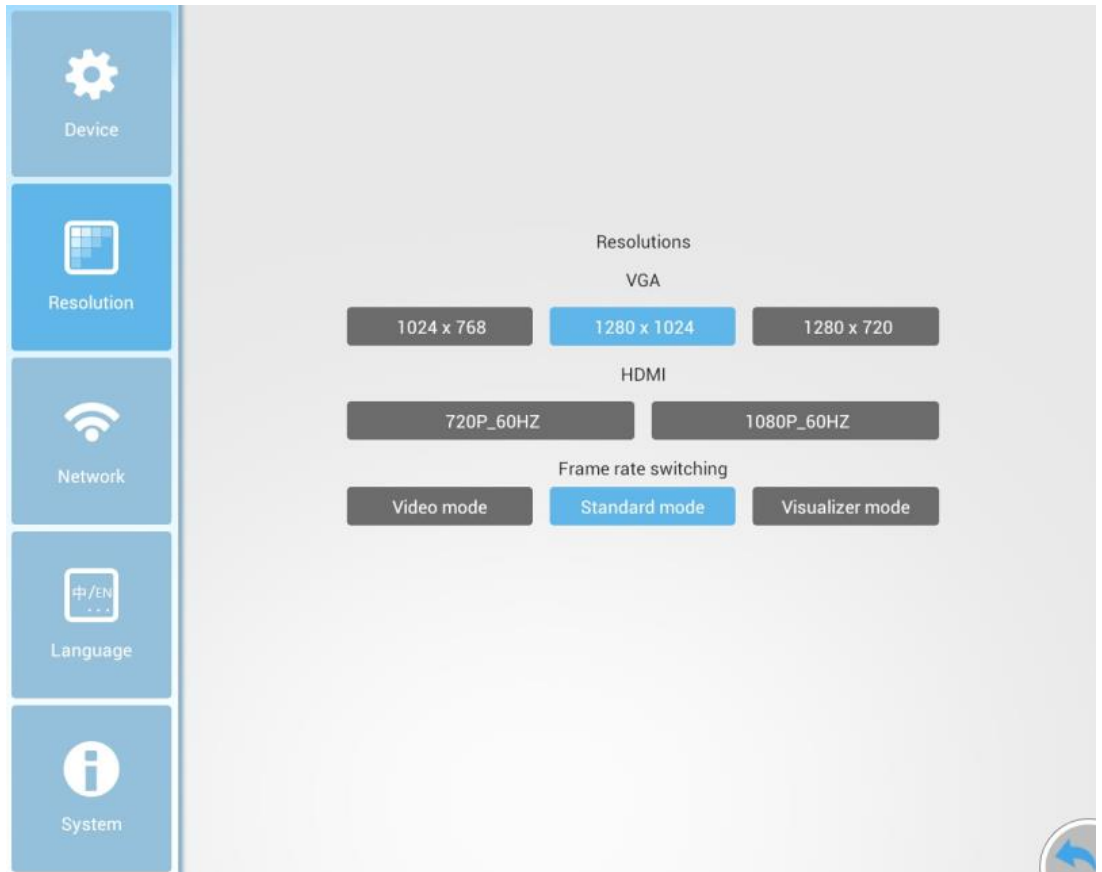 Device
Resolution
Network
中/EN
...
Language
System
Resolutions
VGA
1024 x 768
1280 x 1024
1280 x 720
HDMI
720P_60HZ
1080P_60HZ
Frame rate switching
Video mode
Standard mode
Visualizer mode